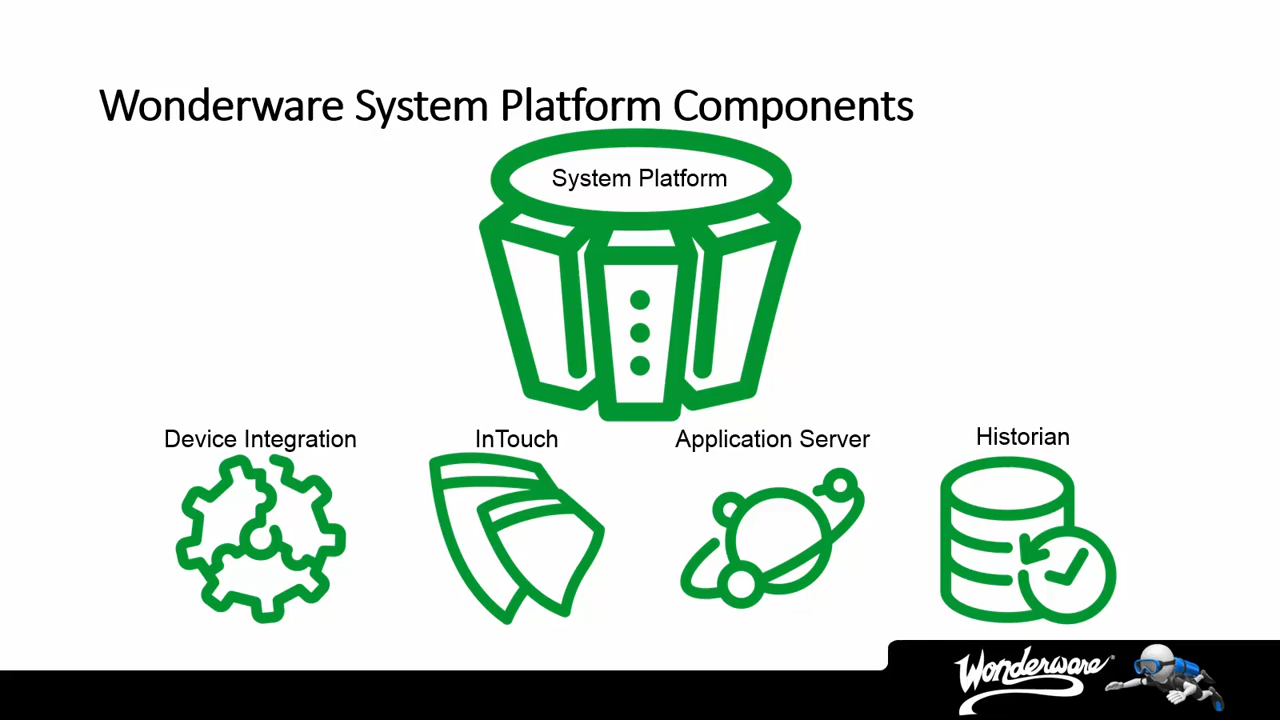 Wonderware System Platform Components
System Platform
Device Integration
InTouch
Application Server
Historian
Wonderware